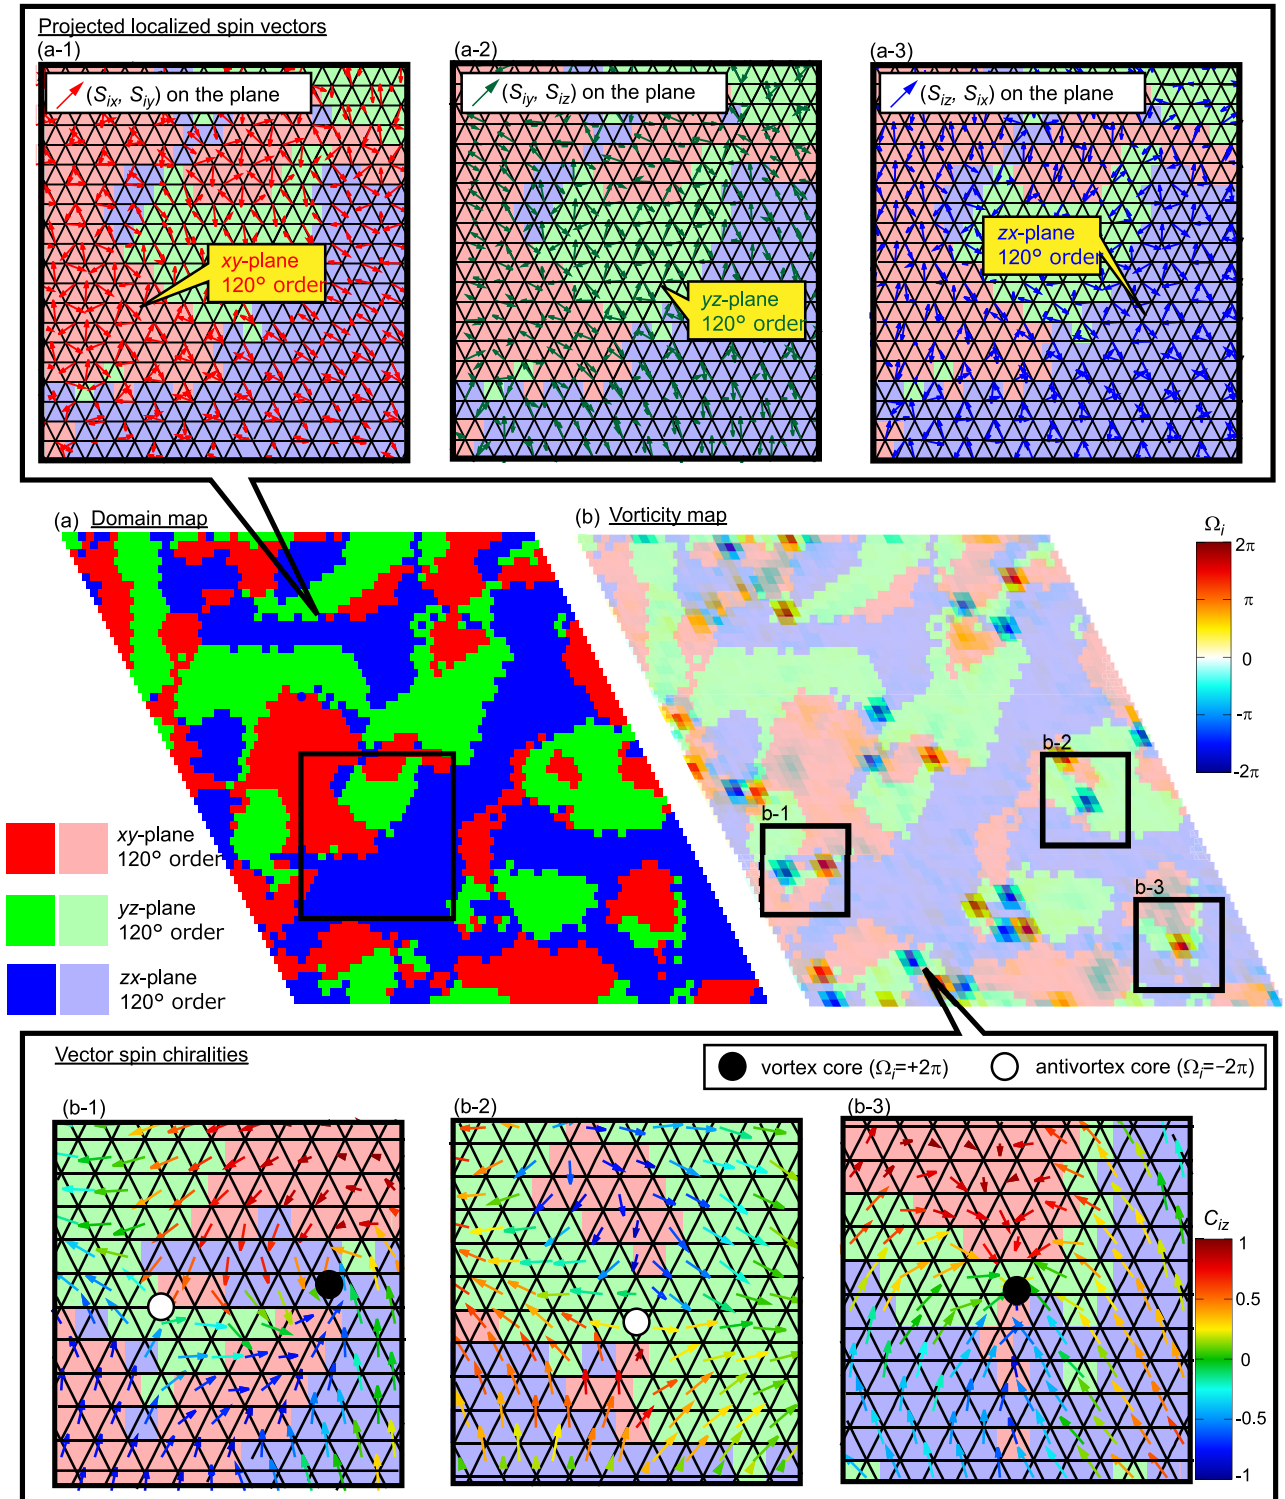 Projected localized spin vectors
(a-1)
(a-2)
(a-3)
(Six, Siy) on the plane
(Siy, Siz) on the plane
(Siz, Six) on the plane
xy-plane
120° order
yz-plane
120° order
zx-plane
120° order
(a) Domain map
(b) Vorticity map
Ωi
2π
π
0
-π
-2π
b-1
b-2
b-3
xy-plane
120° order
yz-plane
120° order
zx-plane
120° order
Vector spin chiralities
vortex core (Ωi=+2π)
antivortex core (Ωi=−2π)
(b-1)
(b-2)
(b-3)
Ciz
1
0.5
0
-0.5
-1